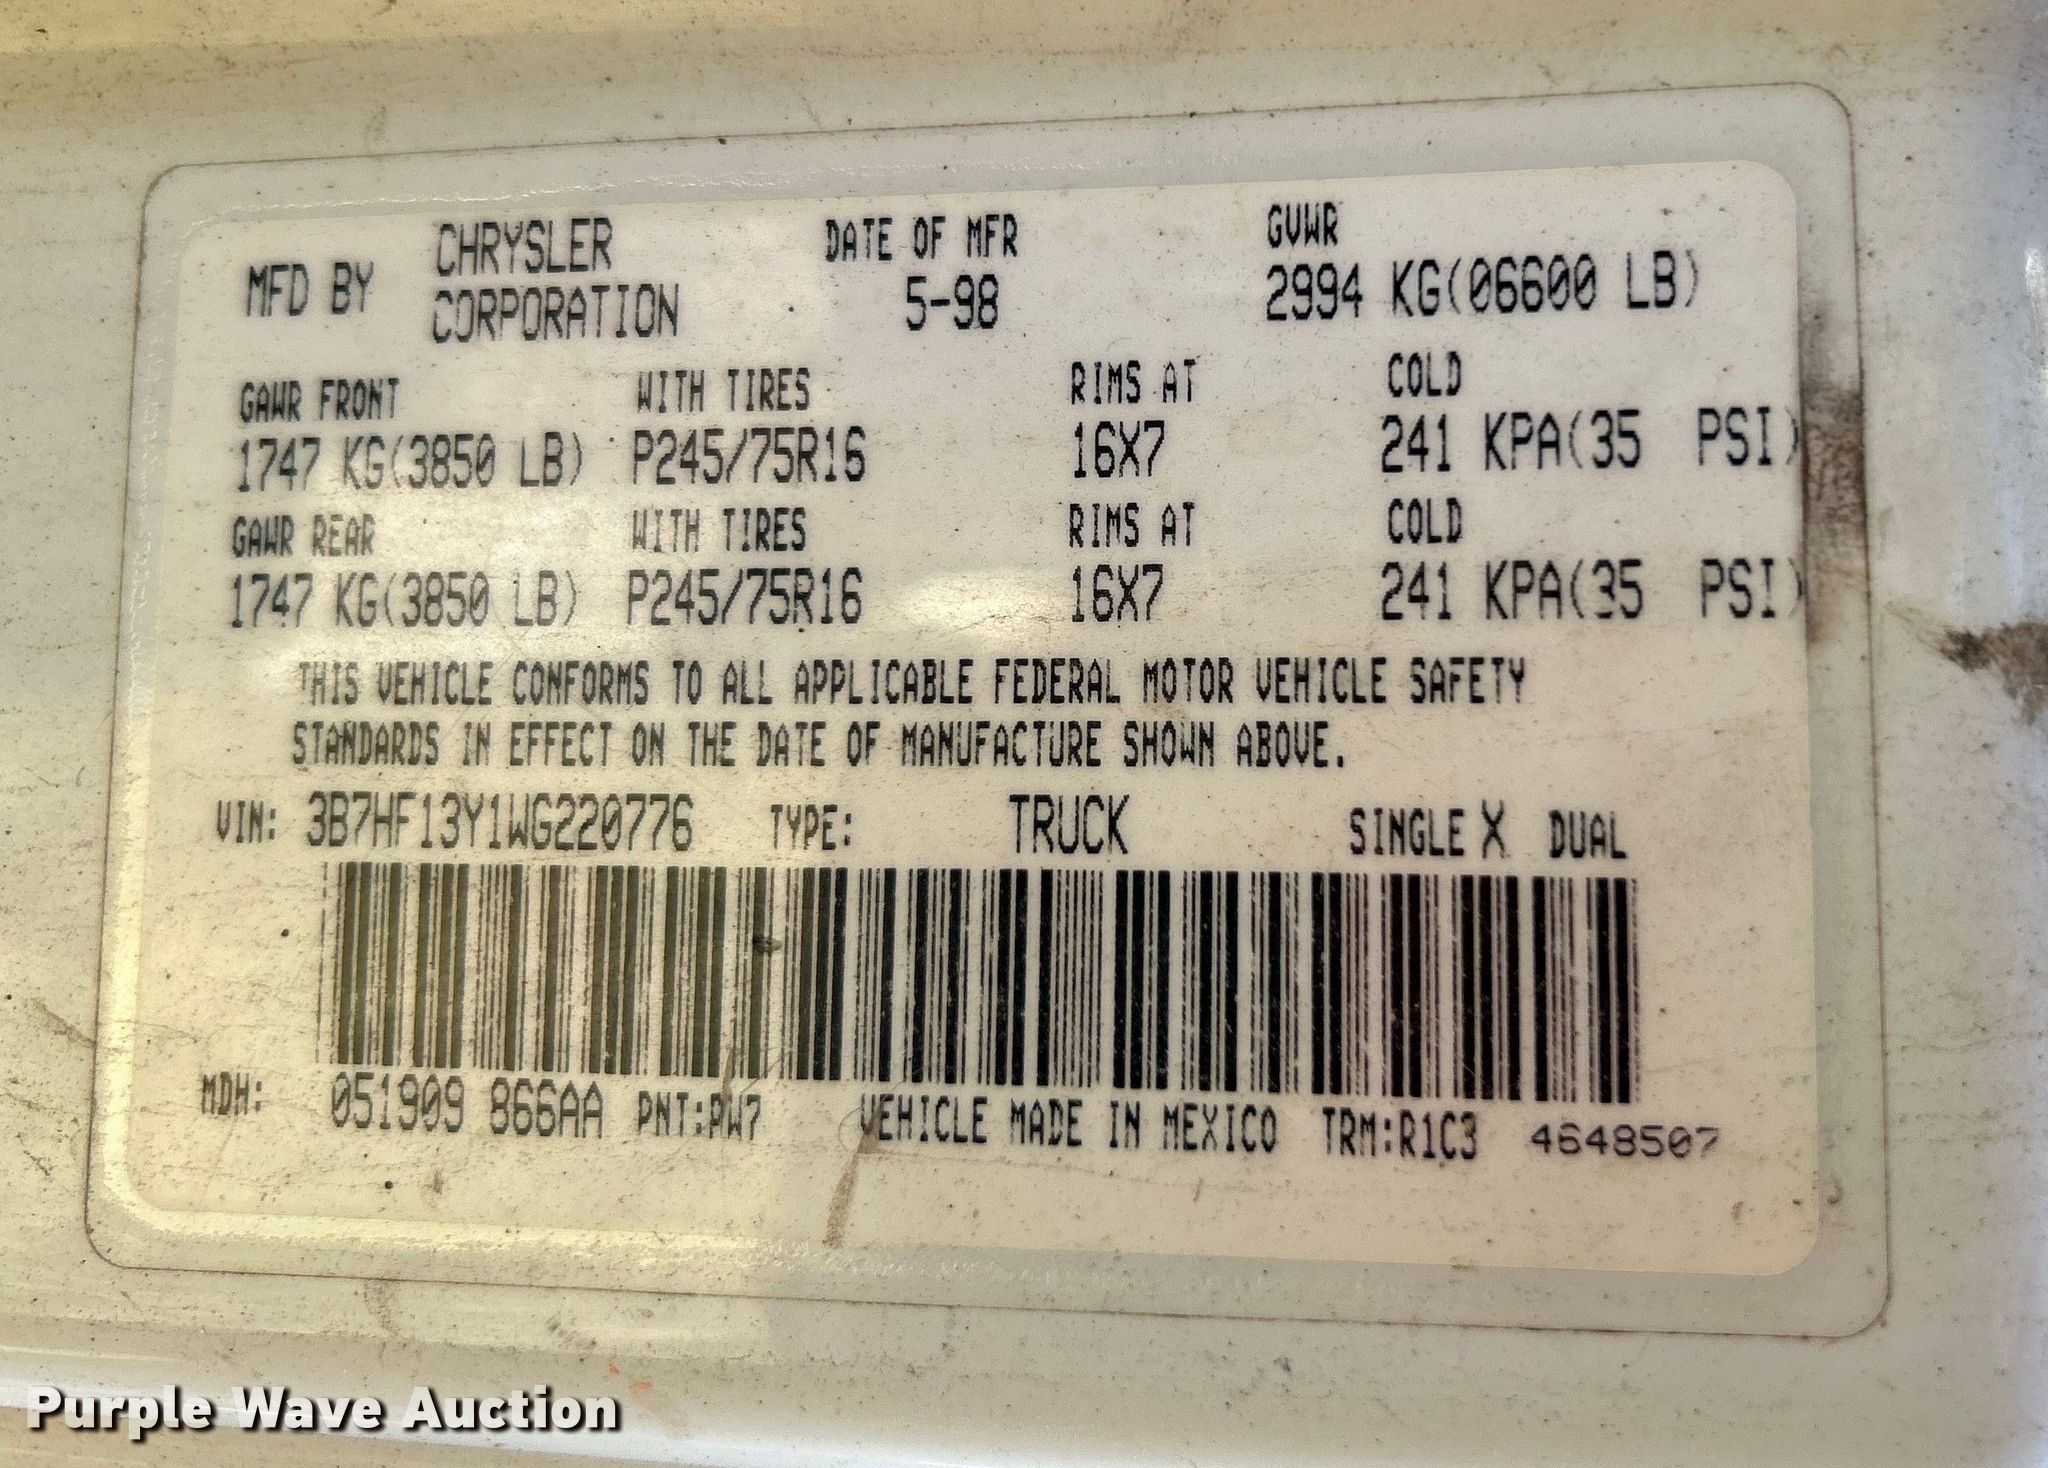 MFD BY CHRYSLER CORPORATION DATE OF MFR 5-98 GVWR 2994 KG(06600 LB)
GAWR FRONT WITH TIRES RIMS AT COLD
1747 KG(3850 LB) P245/75R16 16X7 241 KPA(35 PSI)
GAWR REAR WITH TIRES RIMS AT COLD
1747 KG(3850 LB) P245/75R16 16X7 241 KPA(35 PSI)
THIS VEHICLE CONFORMS TO ALL APPLICABLE FEDERAL MOTOR VEHICLE SAFETY
STANDARDS IN EFFECT ON THE DATE OF MANUFACTURE SHOWN ABOVE.
VIN: 3B7HF13Y1WG220776 TYPE: TRUCK SINGLE X DUAL
MDH: 051909 866AA PNT:PW7 VEHICLE MADE IN MEXICO TRM:R1C3 4648507
Purple Wave Auction